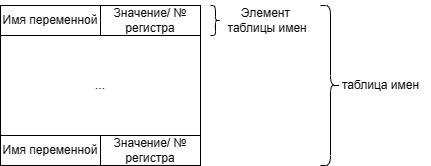 Имя переменной
Значение/ №
регистра
Элемент
таблицы имен
...
таблица имен
Имя переменной
Значение/ №
регистра